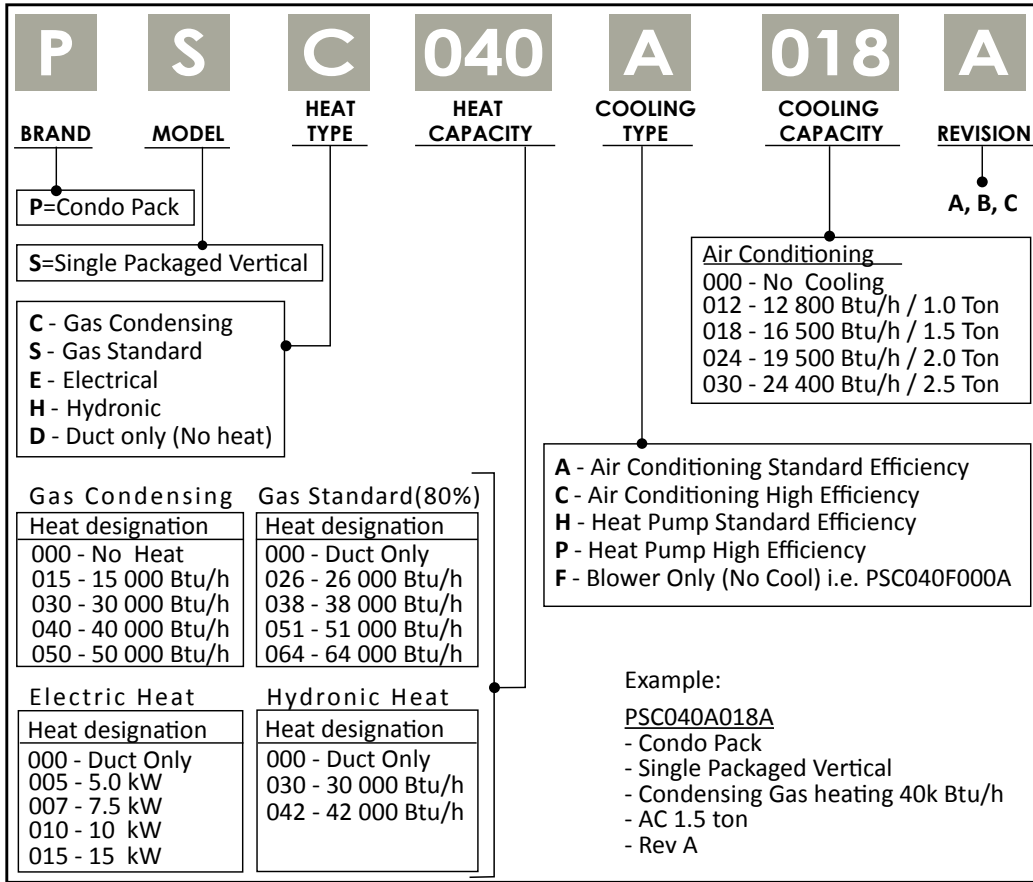 P S C 040 A 018 A
BRAND MODEL HEAT TYPE HEAT CAPACITY COOLING TYPE COOLING CAPACITY REVISION
P=Condo Pack
A, B, C
S=Single Packaged Vertical
Air Conditioning
000 - No Cooling
012 - 12 800 Btu/h / 1.0 Ton
018 - 16 500 Btu/h / 1.5 Ton
024 - 19 500 Btu/h / 2.0 Ton
030 - 24 400 Btu/h / 2.5 Ton
C - Gas Condensing
S - Gas Standard
E - Electrical
H - Hydronic
D - Duct only (No heat)
A - Air Conditioning Standard Efficiency
C - Air Conditioning High Efficiency
H - Heat Pump Standard Efficiency
P - Heat Pump High Efficiency
F - Blower Only (No Cool) i.e. PSC040F000A
Gas Condensing
Heat designation
000 - No Heat
015 - 15 000 Btu/h
030 - 30 000 Btu/h
040 - 40 000 Btu/h
050 - 50 000 Btu/h
Gas Standard(80%)
Heat designation
000 - Duct Only
026 - 26 000 Btu/h
038 - 38 000 Btu/h
051 - 51 000 Btu/h
064 - 64 000 Btu/h
Electric Heat
Heat designation
000 - Duct Only
005 - 5.0 kW
007 - 7.5 kW
010 - 10 kW
015 - 15 kW
Hydronic Heat
Heat designation
000 - Duct Only
030 - 30 000 Btu/h
042 - 42 000 Btu/h
Example:
PSC040A018A
- Condo Pack
- Single Packaged Vertical
- Condensing Gas heating 40k Btu/h
- AC 1.5 ton
- Rev A